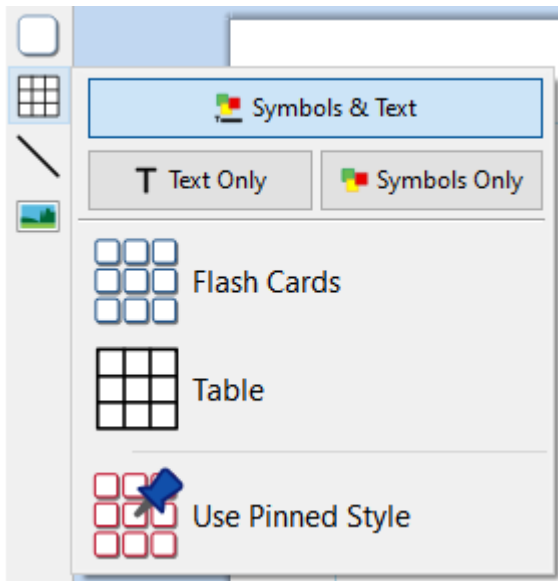 Symbols & Text
T Text Only
Symbols Only
Flash Cards
Table
Use Pinned Style